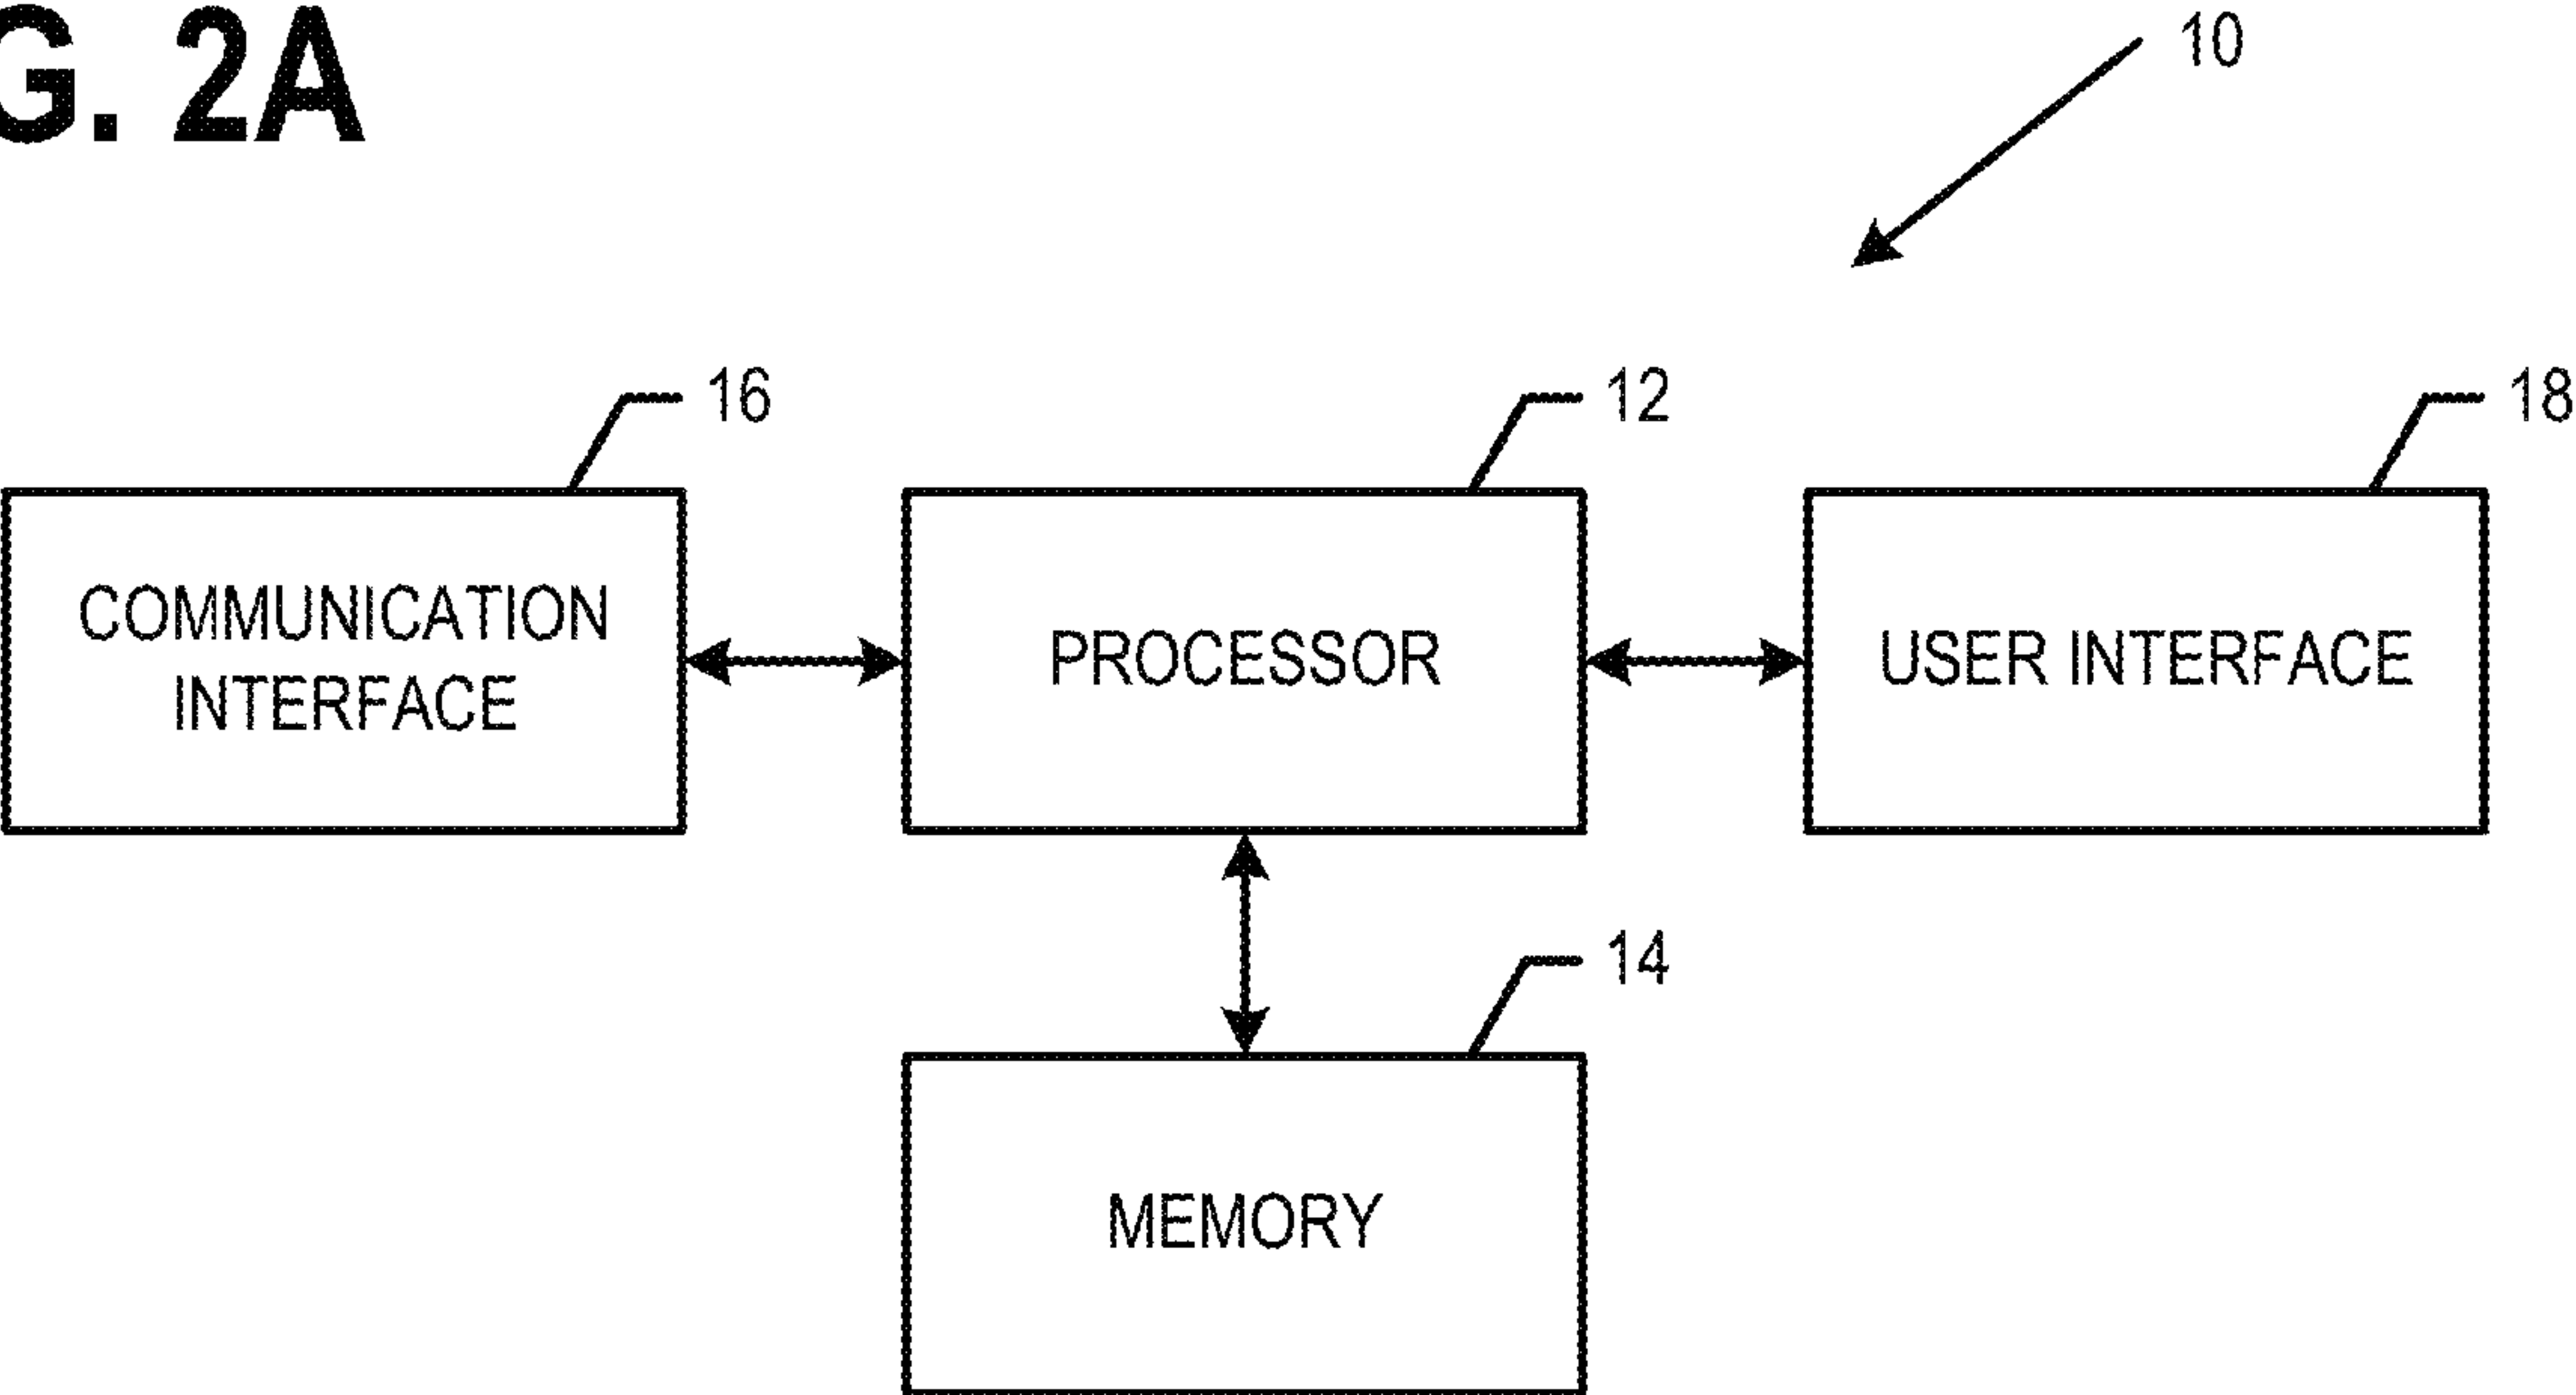 G. 2A
10
16
12
18
COMMUNICATION
INTERFACE
PROCESSOR
USER INTERFACE
14
MEMORY